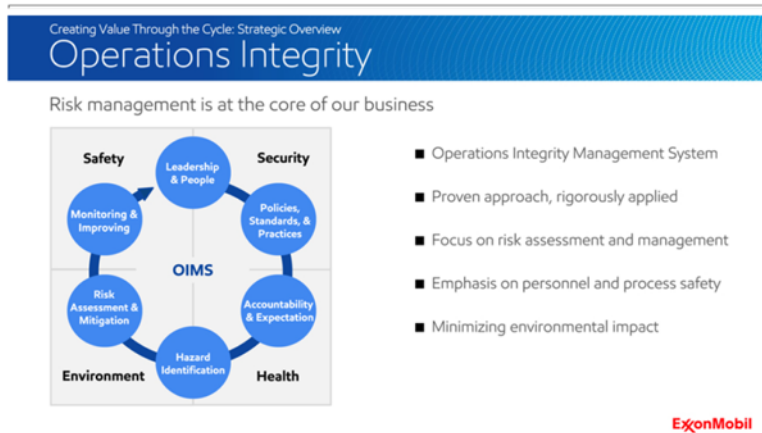 Creating Value Through the Cycle: Strategic Overview
Operations Integrity
Risk management is at the core of our business
Safety
Security
Leadership
& People
Policies,
Standards, &
Practices
Accountability
& Expectation
Hazard
Identification
Risk
Assessment &
Mitigation
Monitoring &
Improving
OIMS
Environment
Health
■ Operations Integrity Management System
■ Proven approach, rigorously applied
■ Focus on risk assessment and management
■ Emphasis on personnel and process safety
■ Minimizing environmental impact
ExxonMobil